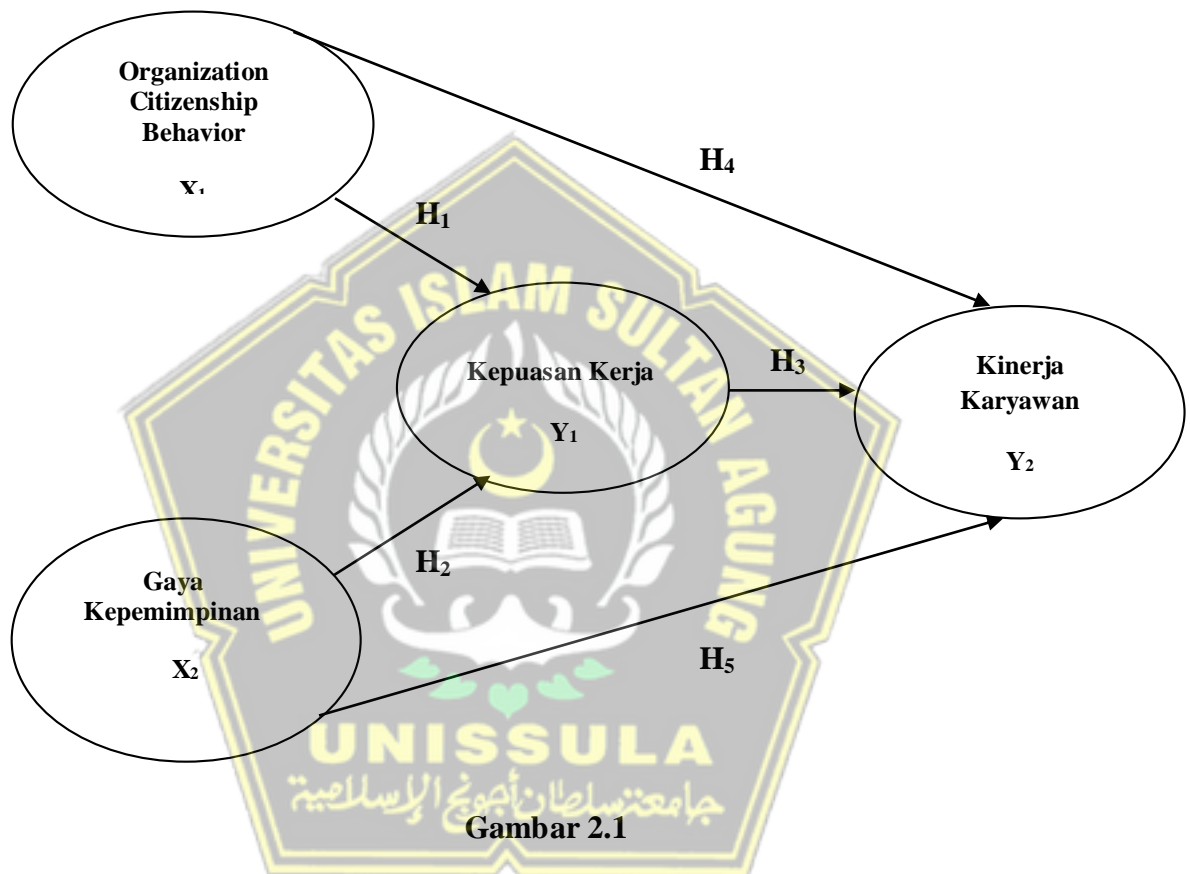 Organization
Citizenship
Behavior
X₁
H₄
H₁
Kepuasan Kerja
Y₁
H₃
Kinerja
Karyawan
Y₂
Gaya
Kepemimpinan
X₂
H₂
H₅
UNIVERSITAS ISLAM SULTAN AGUNG
UNISSULA
جامعة سلطان أجونج الإسلامية
Gambar 2.1